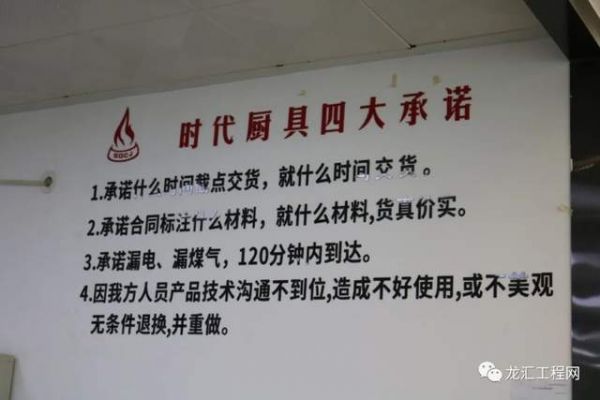 时代厨具四大承诺
1.承诺什么时间截点交货，就什么时间交货。
2.承诺合同标注什么材料，就什么材料,货真价买。
3.承诺漏电、漏煤气，120分钟内到达。
4.因我方人员产品技术沟通不到位,造成不好使用,或不美观
无条件退换,并重做。
龙汇工程网